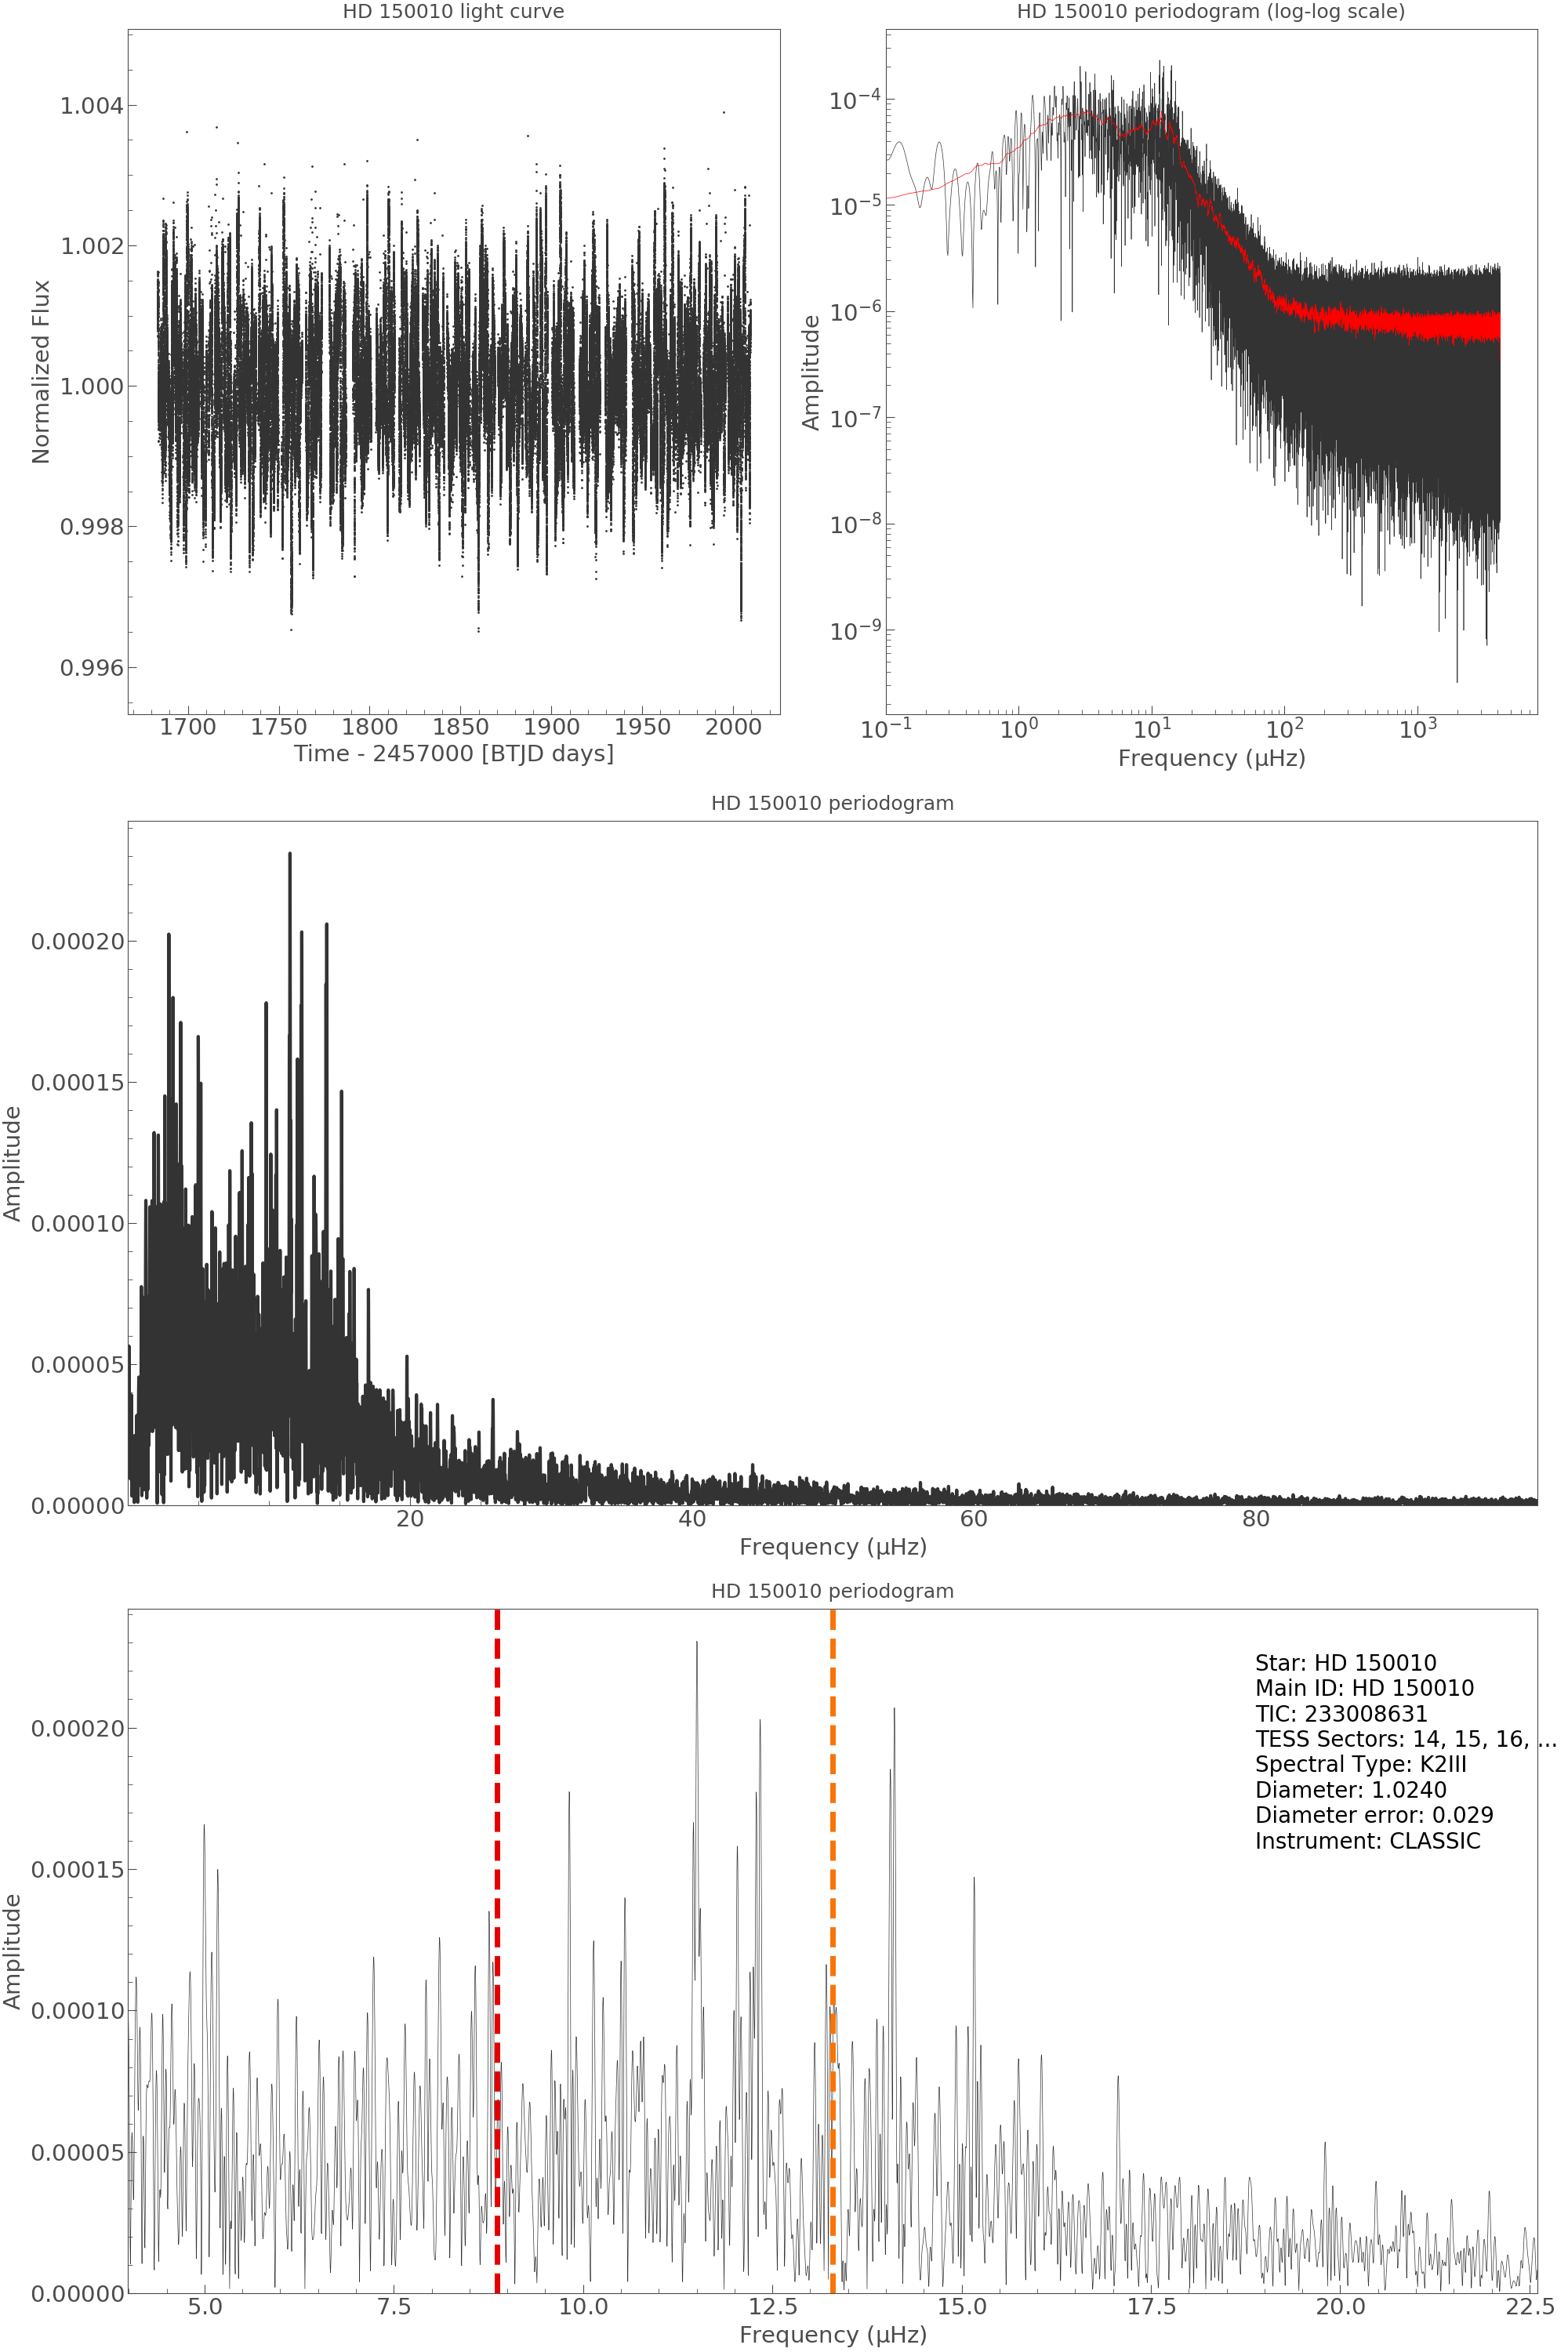 HD 150010 light curve
1.004
1.002
1.000
0.998
0.996
Normalized Flux
1700 1750 1800 1850 1900 1950 2000
Time - 2457000 [BTJD days]
HD 150010 periodogram (log-log scale)
10⁻⁴
10⁻⁵
10⁻⁶
10⁻⁷
10⁻⁸
10⁻⁹
Amplitude
10⁻¹ 10⁰ 10¹ 10² 10³
Frequency (µHz)
HD 150010 periodogram
0.00020
0.00015
0.00010
0.00005
0.00000
Amplitude
20 40 60 80
Frequency (µHz)
HD 150010 periodogram
0.00020
0.00015
0.00010
0.00005
0.00000
Amplitude
Star: HD 150010
Main ID: HD 150010
TIC: 233008631
TESS Sectors: 14, 15, 16, ...
Spectral Type: K2III
Diameter: 1.0240
Diameter error: 0.029
Instrument: CLASSIC
5.0 7.5 10.0 12.5 15.0 17.5 20.0 22.5
Frequency (µHz)